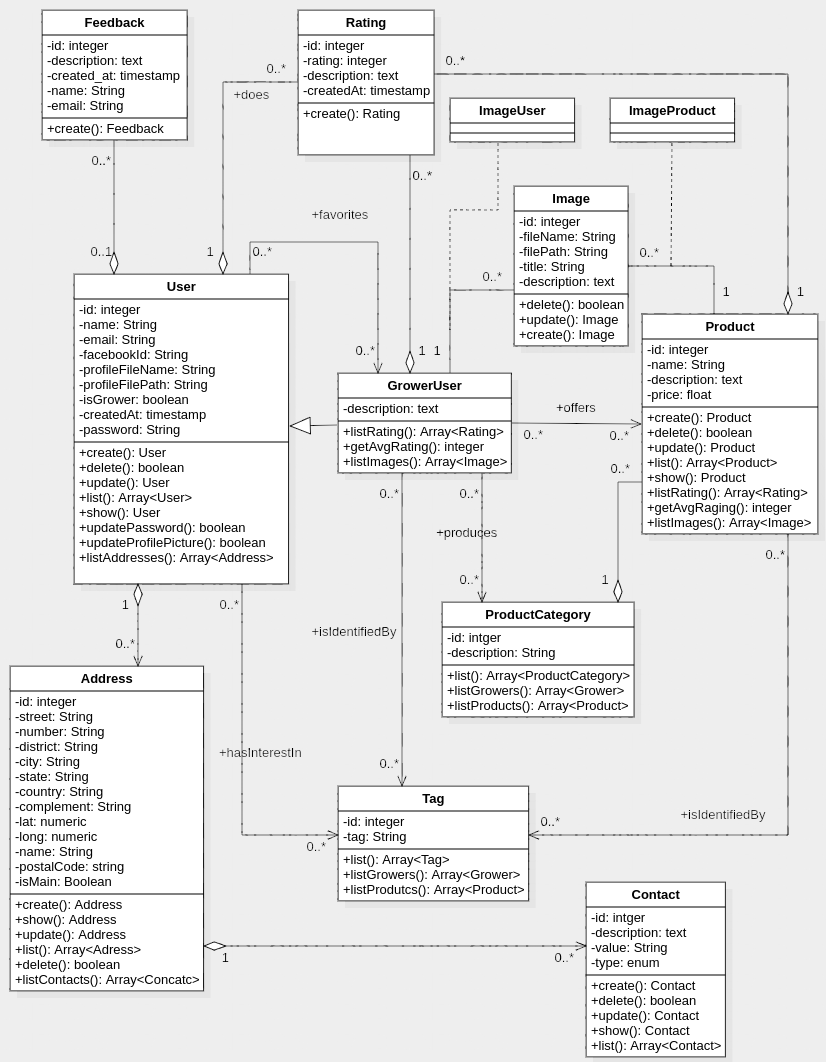 Feedback
-id: integer
-description: text
-created_at: timestamp
-name: String
-email: String
+create(): Feedback
Rating
-id: integer
-rating: integer
-description: text
-createdAt: timestamp
+create(): Rating
0..*
+does
0..*
ImageUser
ImageProduct
0..*
0..*
+favorites
0..1
1
0..*
Image
-id: integer
-fileName: String
-filePath: String
-title: String
-description: text
+delete(): boolean
+update(): Image
+create(): Image
0..*
0..*
1
1
User
-id: integer
-name: String
-email: String
-facebookId: String
-profileFileName: String
-profileFilePath: String
-isGrower: boolean
-createdAt: timestamp
-password: String
+create(): User
+delete(): boolean
+update(): User
+list(): Array<User>
+show(): User
+updatePassword(): boolean
+updateProfilePicture(): boolean
+listAddresses(): Array<Address>
0..*
1
1
GrowerUser
-description: text
+listRating(): Array<Rating>
+getAvgRating(): integer
+listImages(): Array<Image>
+offers
0..*
0..*
Product
-id: integer
-name: String
-description: text
-price: float
+create(): Product
+delete(): boolean
+update(): Product
+list(): Array<Product>
+show(): Product
+listRating(): Array<Rating>
+getAvgRaging(): integer
+listImages(): Array<Image>
0..*
0..*
0..*
+produces
0..*
1
0..*
1
0..*
0..*
+isIdentifiedBy
ProductCategory
-id: intger
-description: String
+list(): Array<ProductCategory>
+listGrowers(): Array<Grower>
+listProducts(): Array<Product>
Address
-id: integer
-street: String
-number: String
-district: String
-city: String
-state: String
-country: String
-complement: String
-lat: numeric
-long: numeric
-name: String
-postalCode: string
-isMain: Boolean
+create(): Address
+show(): Address
+update(): Address
+list(): Array<Adress>
+delete(): boolean
+listContacts(): Array<Concatc>
+hasInterestIn
0..*
0..*
Tag
-id: integer
-tag: String
+list(): Array<Tag>
+listGrowers(): Array<Grower>
+listProdutcs(): Array<Product>
0..*
+isIdentifiedBy
1
0..*
Contact
-id: intger
-description: text
-value: String
-type: enum
+create(): Contact
+delete(): boolean
+update(): Contact
+show(): Contact
+list(): Array<Contact>